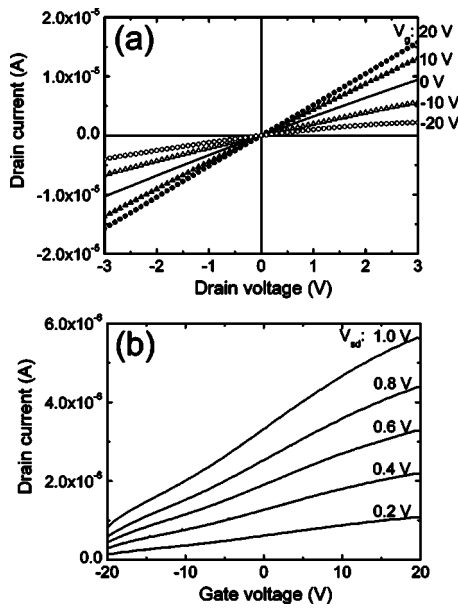 (a)
V_g: 20 V
10 V
0 V
-10 V
-20 V
2.0x10⁻⁵
1.0x10⁻⁵
0.0
-1.0x10⁻⁵
-2.0x10⁻⁵
Drain current (A)
-3 -2 -1 0 1 2 3
Drain voltage (V)
(b)
V_sd: 1.0 V
0.8 V
0.6 V
0.4 V
0.2 V
6.0x10⁻⁶
4.0x10⁻⁶
2.0x10⁻⁶
0.0
Drain current (A)
-20 -10 0 10 20
Gate voltage (V)